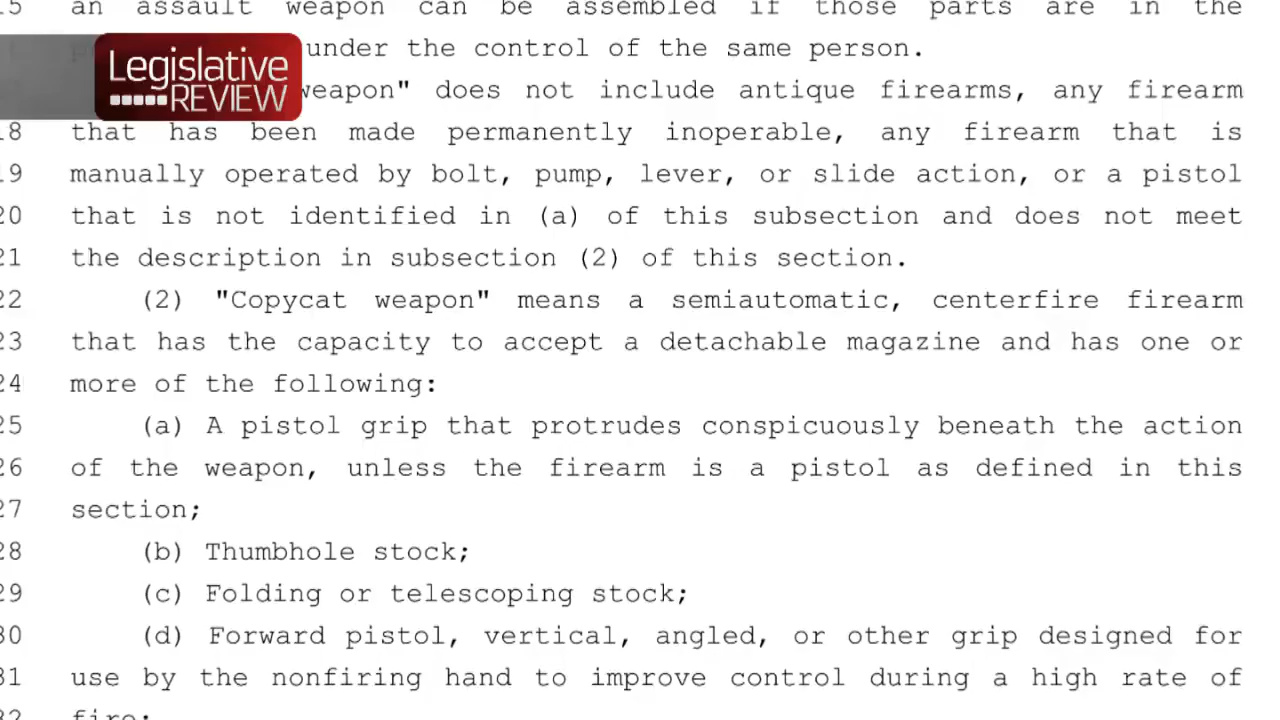 15 an assault weapon can be assembled if those parts are in the
under the control of the same person.
Legislative
REVIEW
weapon" does not include antique firearms, any firearm
18 that has been made permanently inoperable, any firearm that is
19 manually operated by bolt, pump, lever, or slide action, or a pistol
20 that is not identified in (a) of this subsection and does not meet
21 the description in subsection (2) of this section.
22 (2) "Copycat weapon" means a semiautomatic, centerfire firearm
23 that has the capacity to accept a detachable magazine and has one or
24 more of the following:
25 (a) A pistol grip that protrudes conspicuously beneath the action
26 of the weapon, unless the firearm is a pistol as defined in this
27 section;
28 (b) Thumbhole stock;
29 (c) Folding or telescoping stock;
30 (d) Forward pistol, vertical, angled, or other grip designed for
31 use by the nonfiring hand to improve control during a high rate of
32 fire;